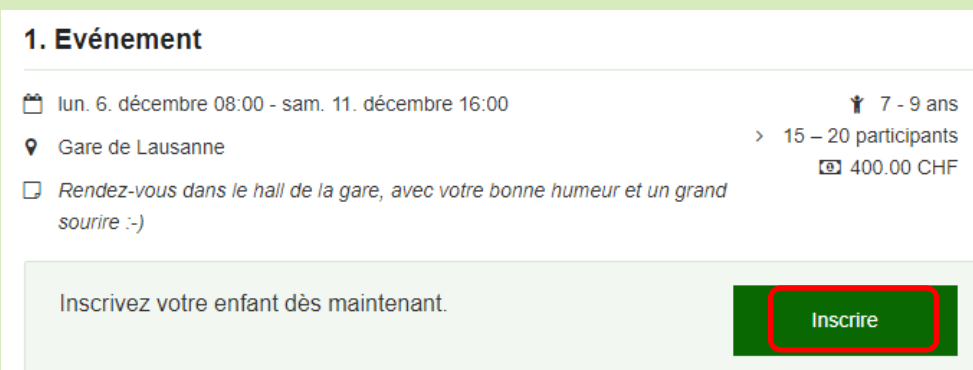 1. Evénement
lun. 6. décembre 08:00 - sam. 11. décembre 16:00
7 - 9 ans
Gare de Lausanne
> 15 – 20 participants
400.00 CHF
Rendez-vous dans le hall de la gare, avec votre bonne humeur et un grand
sourire :-)
Inscrivez votre enfant dès maintenant.
Inscrire